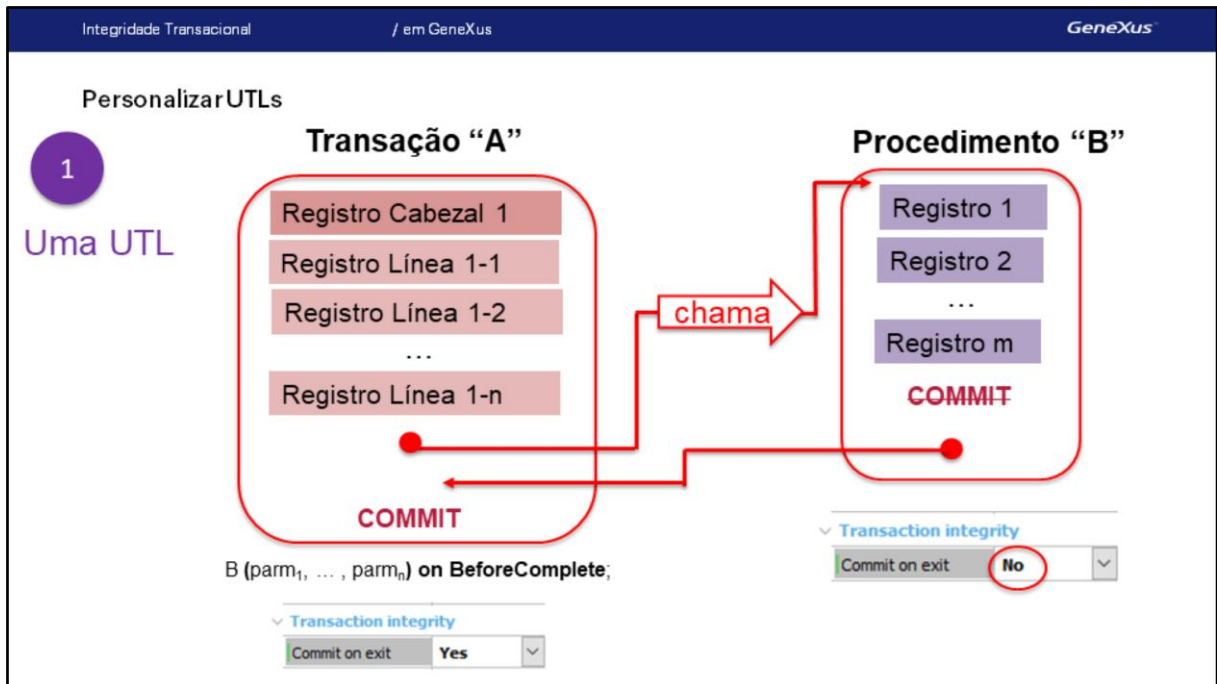 Integridade Transacional / em GeneXus GeneXus
Personalizar UTLs
1
Uma UTL
Transação “A”
Registro Cabezal 1
Registro Línea 1-1
Registro Línea 1-2
...
Registro Línea 1-n
COMMIT
B (parm1, ... , parmn) on BeforeComplete;
Transaction integrity
Commit on exit Yes
chama
Procedimento “B”
Registro 1
Registro 2
...
Registro m
COMMIT
Transaction integrity
Commit on exit No